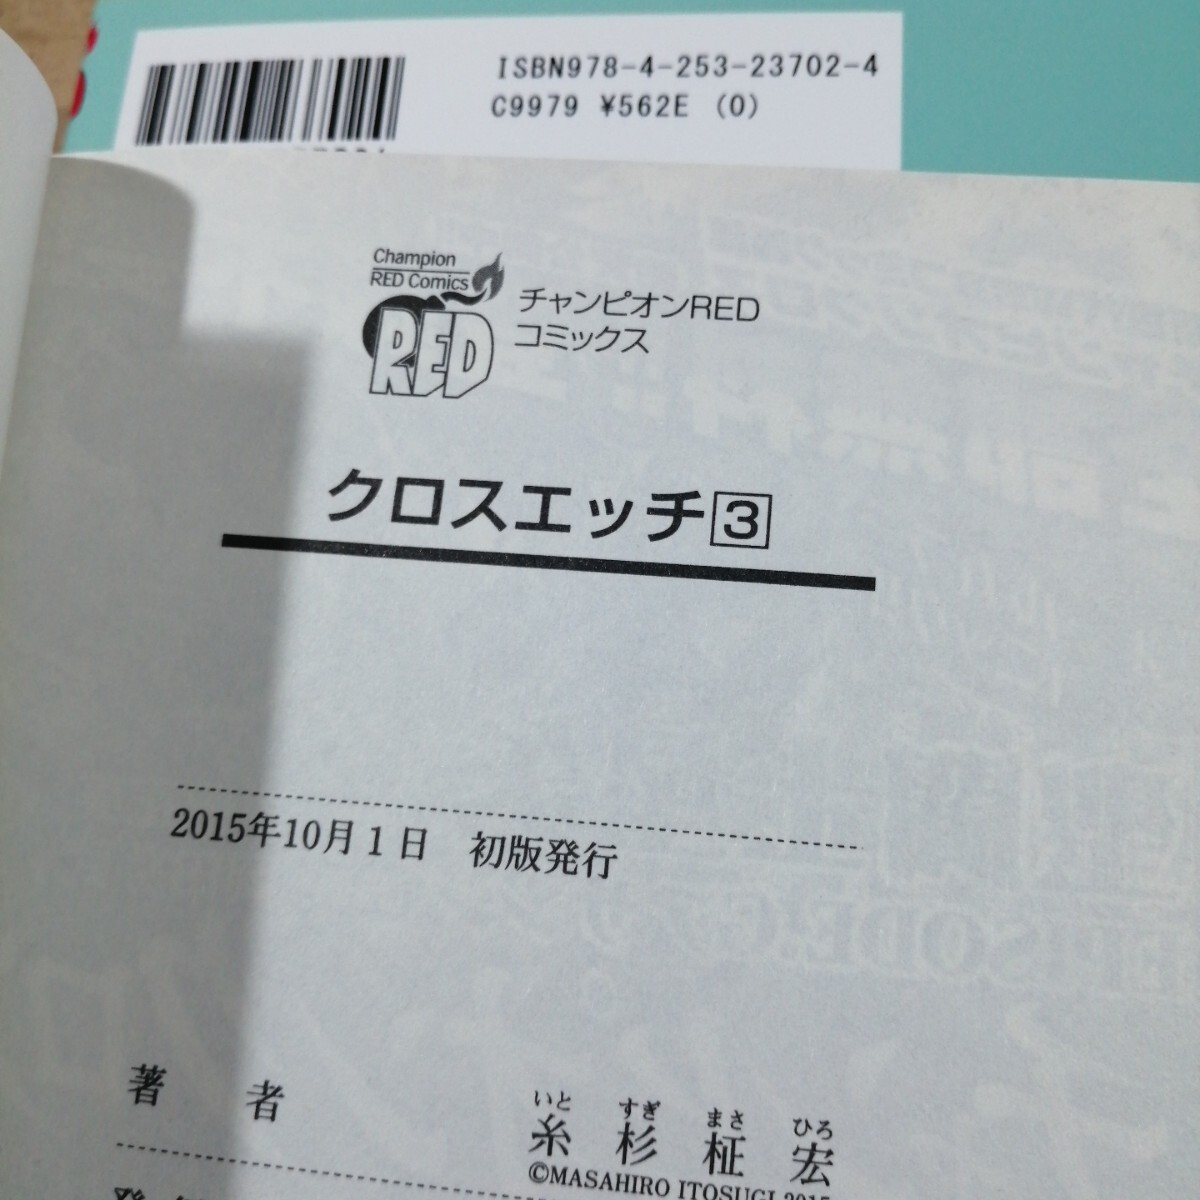 ISBN978-4-253-23702-4
C9979 ¥562E (0)
Champion
RED Comics
RED
チャンピオンRED
コミックス
クロスエッチ3
2015年10月1日　初版発行
著　者
いと すぎ まさ ひろ
糸 杉 柾 宏
©MASAHIRO ITOSUGI 2015